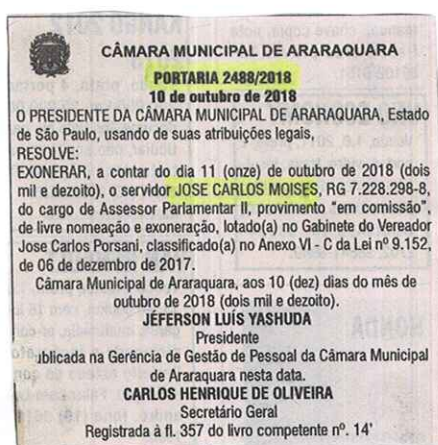 CÂMARA MUNICIPAL DE ARARAQUARA
PORTARIA 2488/2018
10 de outubro de 2018
O PRESIDENTE DA CÂMARA MUNICIPAL DE ARARAQUARA, Estado
de São Paulo, usando de suas atribuições legais,
RESOLVE:
EXONERAR, a contar do dia 11 (onze) de outubro de 2018 (dois
mil e dezoito), o servidor JOSE CARLOS MOISES, RG 7.228.298-8,
do cargo de Assessor Parlamentar II, provimento "em comissão",
de livre nomeação e exoneração, lotado(a) no Gabinete do Vereador
Jose Carlos Porsani, classificado(a) no Anexo VI - C da Lei nº 9.152,
de 06 de dezembro de 2017.
Câmara Municipal de Araraquara, aos 10 (dez) dias do mês de
outubro de 2018 (dois mil e dezoito).
JÉFERSON LUÍS YASHUDA
Presidente
ıblicada na Gerência de Gestão de Pessoal da Câmara Municipal
de Araraquara nesta data.
CARLOS HENRIQUE DE OLIVEIRA
Secretário Geral
Registrada à fl. 357 do livro competente nº. 14'